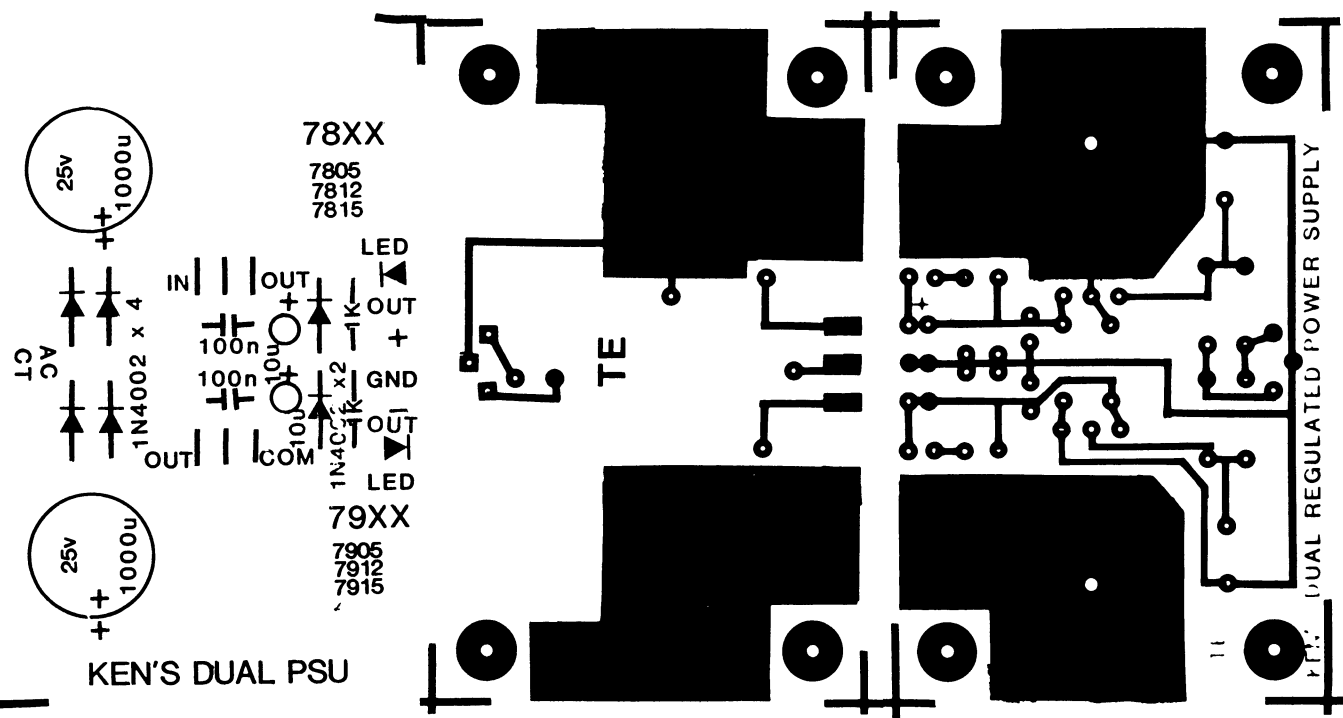 78XX
7805
7812
7815
25v
1000u
+
+
LED
IN
OUT
+
1K
OUT
+
1N4002 x 4
100n
10u
AC
CT
100n
+
10u
x2
GND
1K
OUT
OUT
COM
LED
79XX
7905
7912
7915
25v
1000u
+
+
KEN'S DUAL PSU
TE
DUAL REGULATED POWER SUPPLY